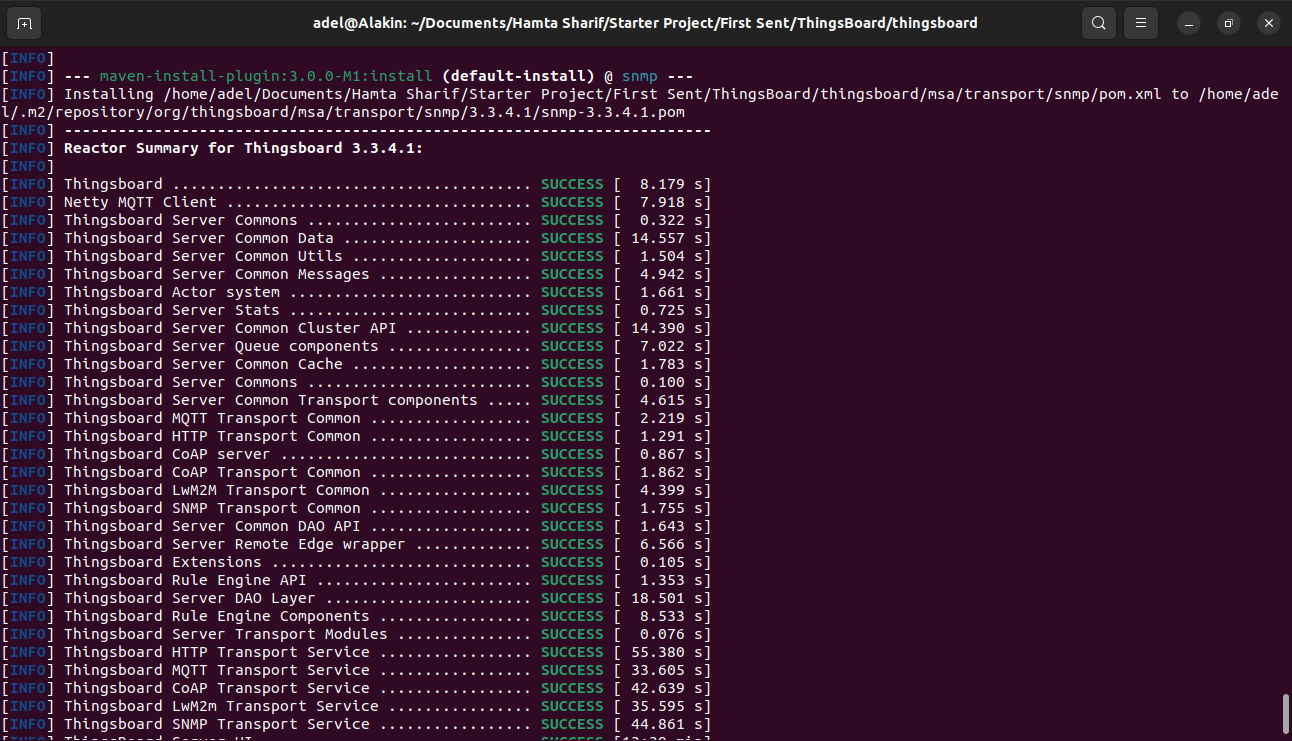 adel@Alakin: ~/Documents/Hamta Sharif/Starter Project/First Sent/ThingsBoard/thingsboard
[INFO]
[INFO] --- maven-install-plugin:3.0.0-M1:install (default-install) @ snmp ---
[INFO] Installing /home/adel/Documents/Hamta Sharif/Starter Project/First Sent/ThingsBoard/thingsboard/msa/transport/snmp/pom.xml to /home/ade
l/.m2/repository/org/thingsboard/msa/transport/snmp/3.3.4.1/snmp-3.3.4.1.pom
[INFO] ------------------------------------------------------------------------
[INFO] Reactor Summary for Thingsboard 3.3.4.1:
[INFO]
[INFO] Thingsboard ........................................ SUCCESS [  8.179 s]
[INFO] Netty MQTT Client .................................. SUCCESS [  7.918 s]
[INFO] Thingsboard Server Commons ......................... SUCCESS [  0.322 s]
[INFO] Thingsboard Server Common Data ..................... SUCCESS [ 14.557 s]
[INFO] Thingsboard Server Common Utils .................... SUCCESS [  1.504 s]
[INFO] Thingsboard Server Common Messages ................. SUCCESS [  4.942 s]
[INFO] Thingsboard Actor system ........................... SUCCESS [  1.661 s]
[INFO] Thingsboard Server Stats ........................... SUCCESS [  0.725 s]
[INFO] Thingsboard Server Common Cluster API .............. SUCCESS [ 14.390 s]
[INFO] Thingsboard Server Queue components ................ SUCCESS [  7.022 s]
[INFO] Thingsboard Server Common Cache .................... SUCCESS [  1.783 s]
[INFO] Thingsboard Server Commons ......................... SUCCESS [  0.100 s]
[INFO] Thingsboard Server Common Transport components ..... SUCCESS [  4.615 s]
[INFO] Thingsboard MQTT Transport Common .................. SUCCESS [  2.219 s]
[INFO] Thingsboard HTTP Transport Common .................. SUCCESS [  1.291 s]
[INFO] Thingsboard CoAP server ............................ SUCCESS [  0.867 s]
[INFO] Thingsboard CoAP Transport Common .................. SUCCESS [  1.862 s]
[INFO] Thingsboard LwM2M Transport Common ................. SUCCESS [  4.399 s]
[INFO] Thingsboard SNMP Transport Common .................. SUCCESS [  1.755 s]
[INFO] Thingsboard Server Common DAO API .................. SUCCESS [  1.643 s]
[INFO] Thingsboard Server Remote Edge wrapper ............. SUCCESS [  6.566 s]
[INFO] Thingsboard Extensions ............................. SUCCESS [  0.105 s]
[INFO] Thingsboard Rule Engine API ........................ SUCCESS [  1.353 s]
[INFO] Thingsboard Server DAO Layer ....................... SUCCESS [ 18.501 s]
[INFO] Thingsboard Rule Engine Components ................. SUCCESS [  8.533 s]
[INFO] Thingsboard Server Transport Modules ............... SUCCESS [  0.076 s]
[INFO] Thingsboard HTTP Transport Service ................. SUCCESS [ 55.380 s]
[INFO] Thingsboard MQTT Transport Service ................. SUCCESS [ 33.605 s]
[INFO] Thingsboard CoAP Transport Service ................. SUCCESS [ 42.639 s]
[INFO] Thingsboard LwM2m Transport Service ................ SUCCESS [ 35.595 s]
[INFO] Thingsboard SNMP Transport Service ................. SUCCESS [ 44.861 s]